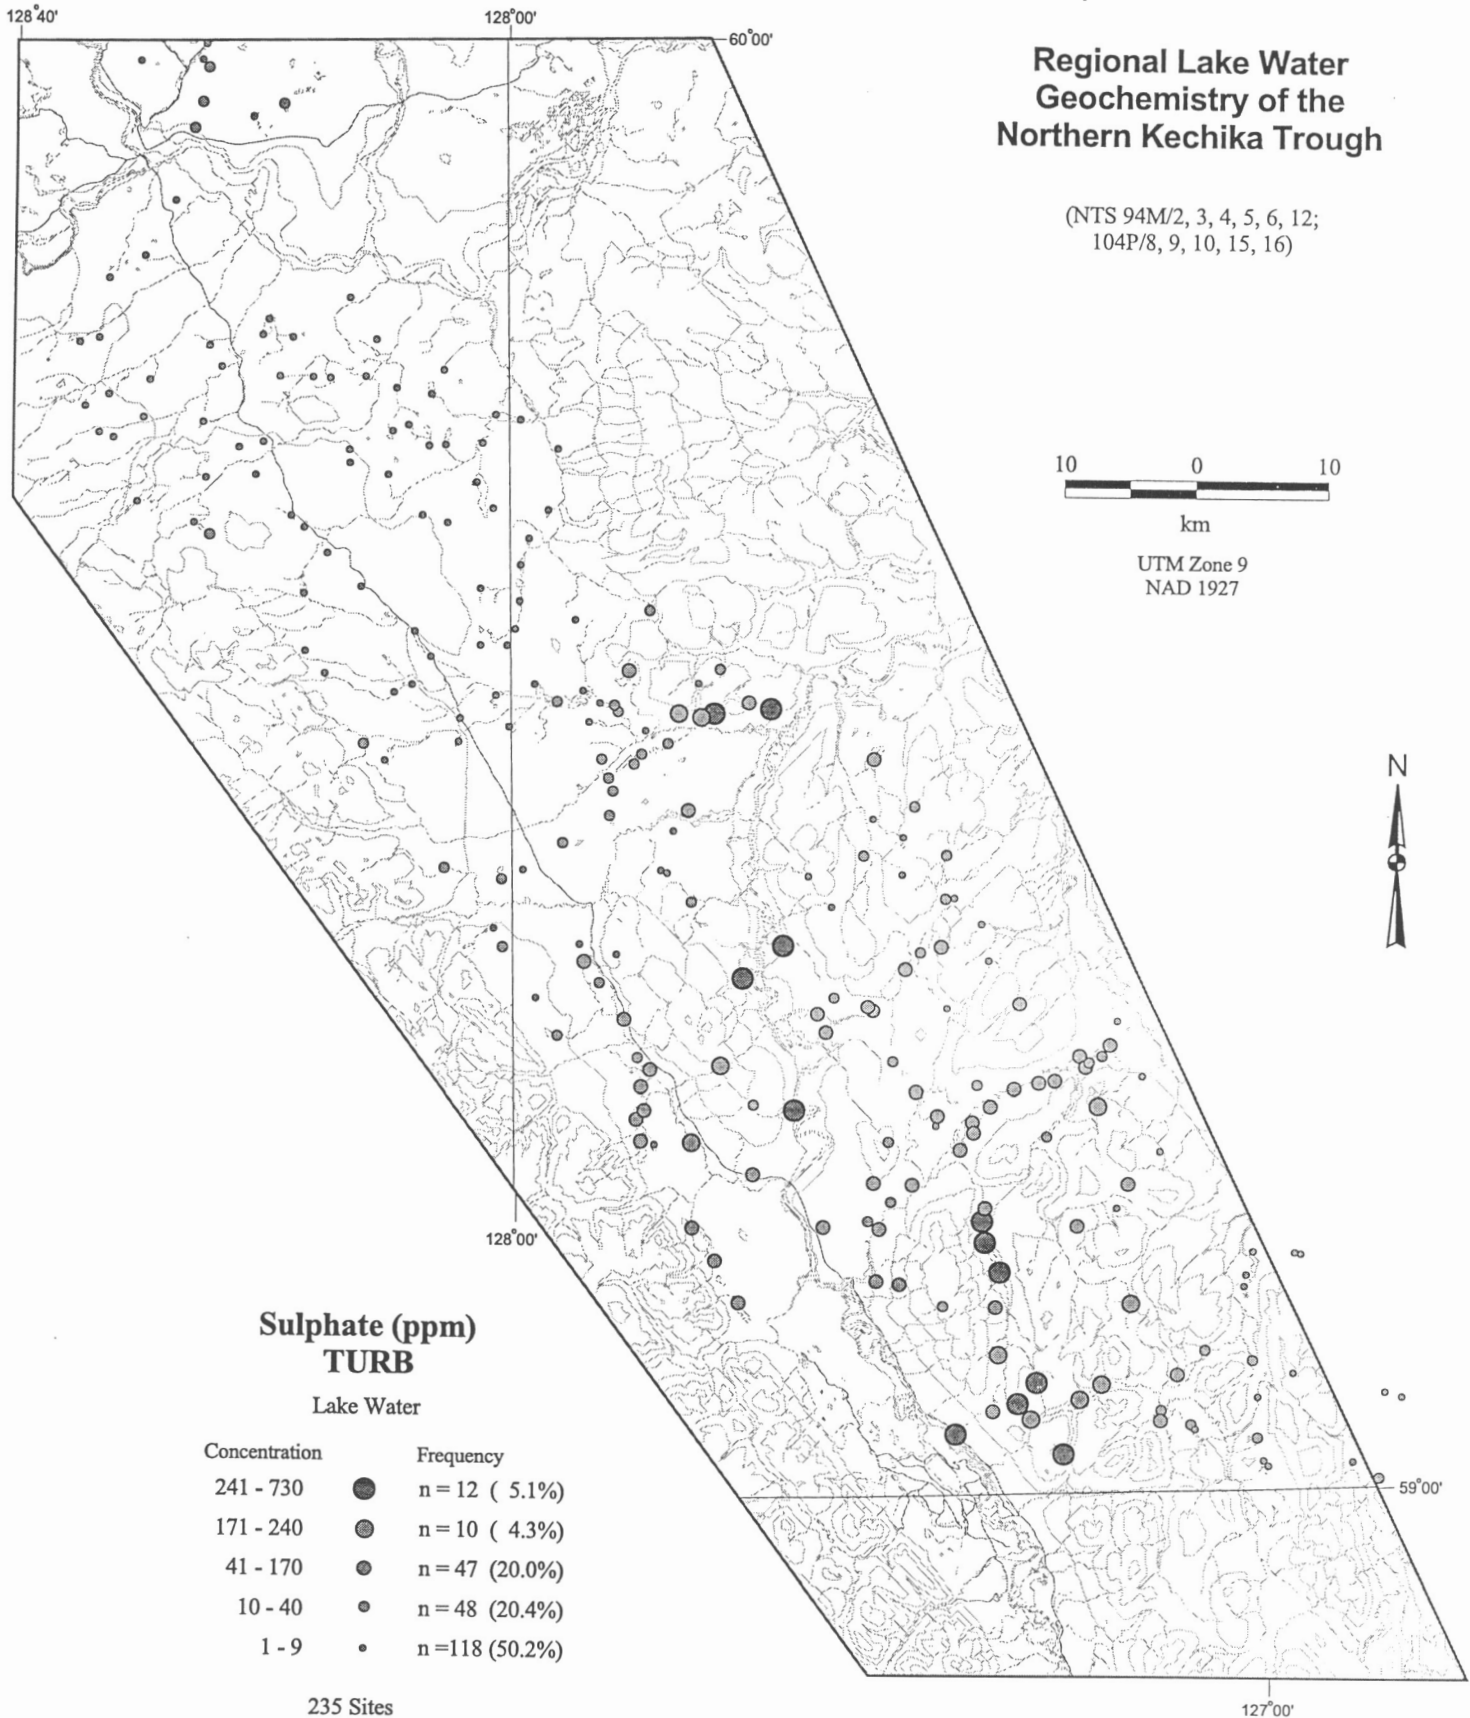 128°40'
128°00'
60°00'
Regional Lake Water
Geochemistry of the
Northern Kechika Trough
(NTS 94M/2, 3, 4, 5, 6, 12;
104P/8, 9, 10, 15, 16)
10 0 10
km
UTM Zone 9
NAD 1927
N
128°00'
Sulphate (ppm)
TURB
Lake Water
Concentration Frequency
241 - 730 n = 12 ( 5.1%)
171 - 240 n = 10 ( 4.3%)
41 - 170 n = 47 (20.0%)
10 - 40 n = 48 (20.4%)
1 - 9 n =118 (50.2%)
235 Sites
59°00'
127°00'